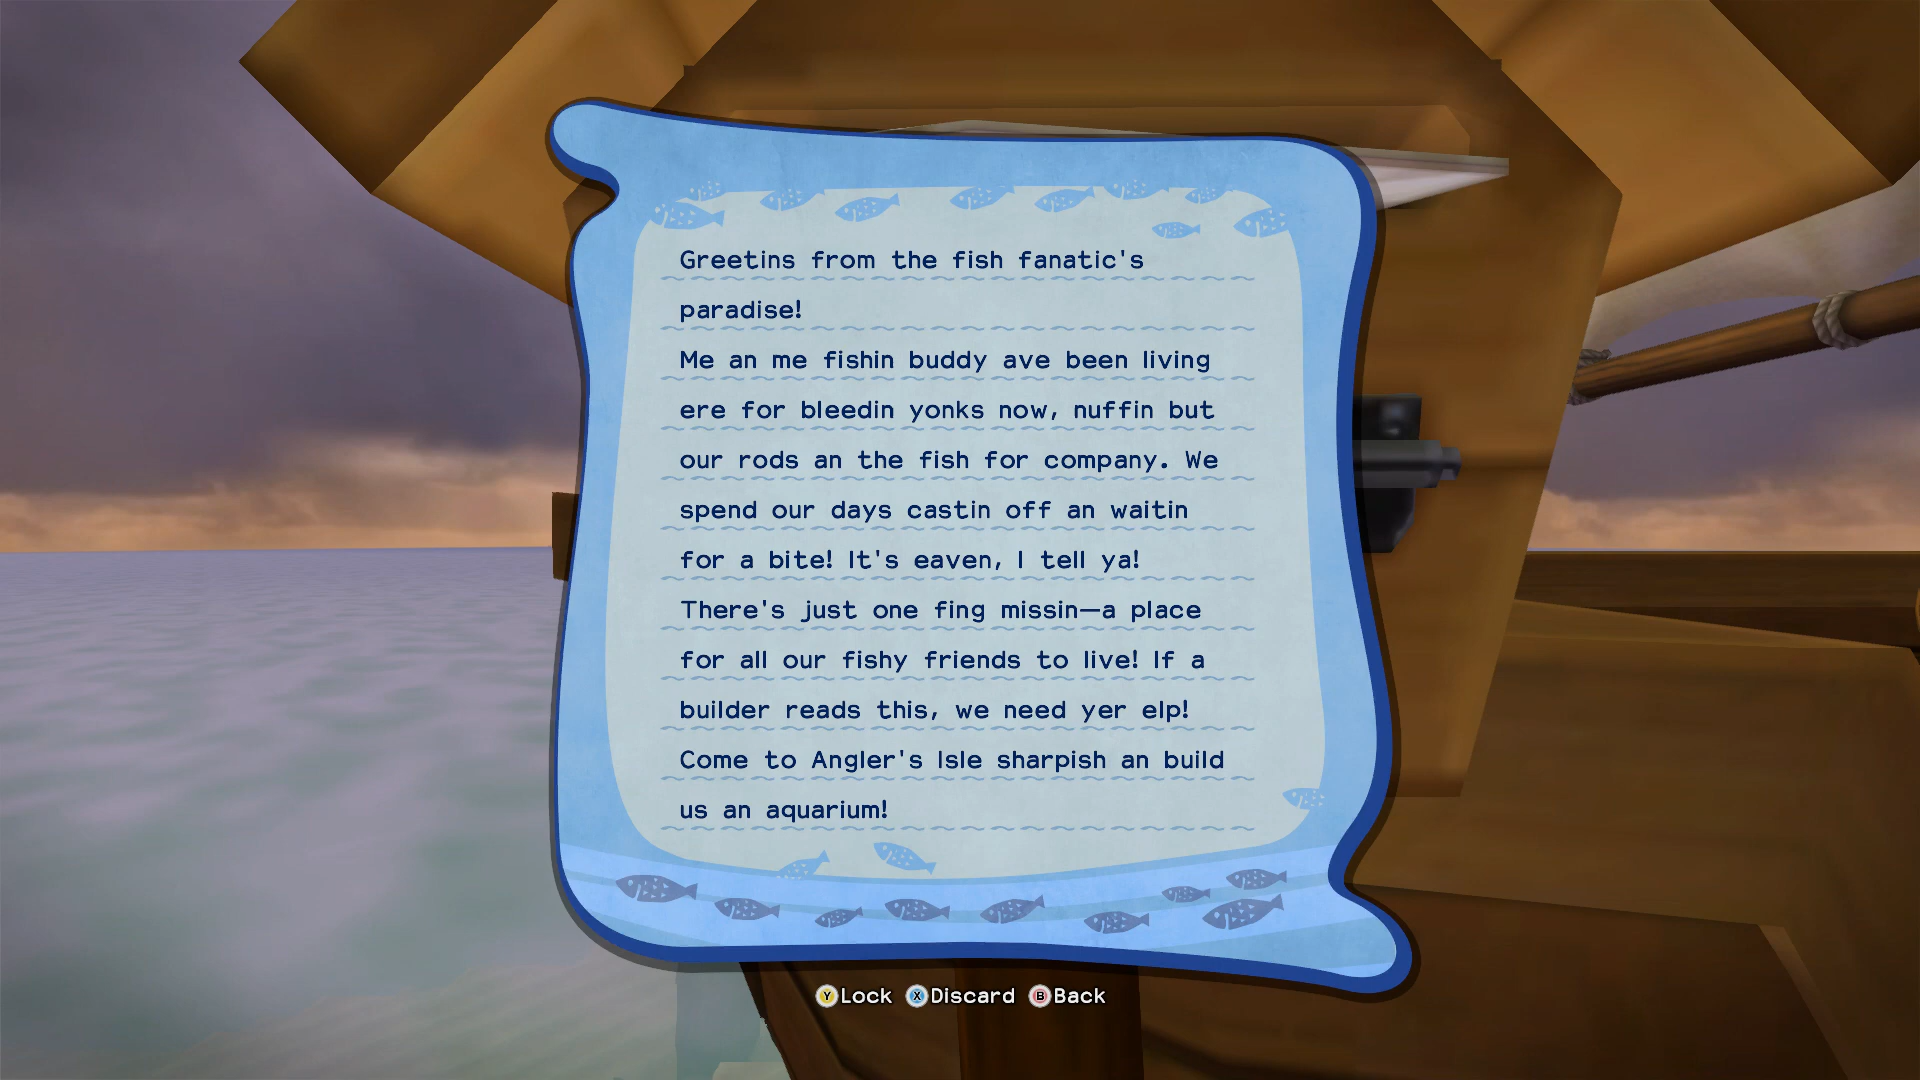 Greetins from the fish fanatic's
paradise!
Me an me fishin buddy ave been living
ere for bleedin yonks now, nuffin but
our rods an the fish for company. We
spend our days castin off an waitin
for a bite! It's eaven, I tell ya!
There's just one fing missin—a place
for all our fishy friends to live! If a
builder reads this, we need yer elp!
Come to Angler's Isle sharpish an build
us an aquarium!
Y Lock X Discard B Back